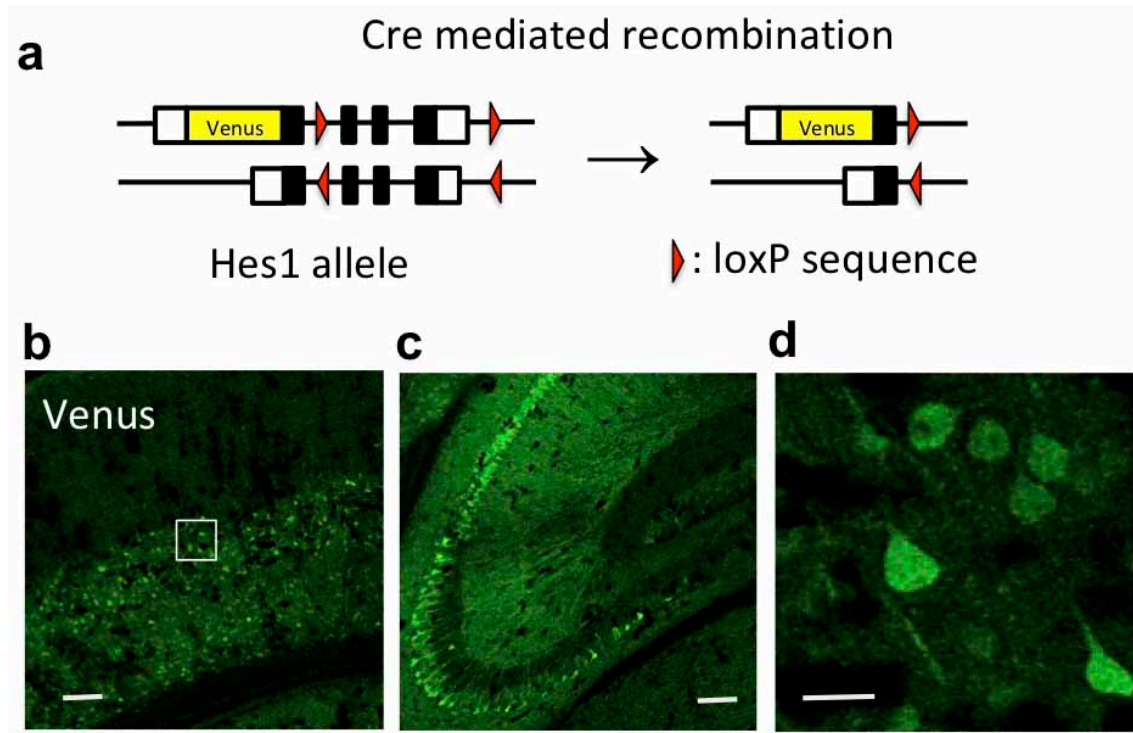 a
Cre mediated recombination
Venus
Venus
Hes1 allele
: loxP sequence
b
c
d
Venus